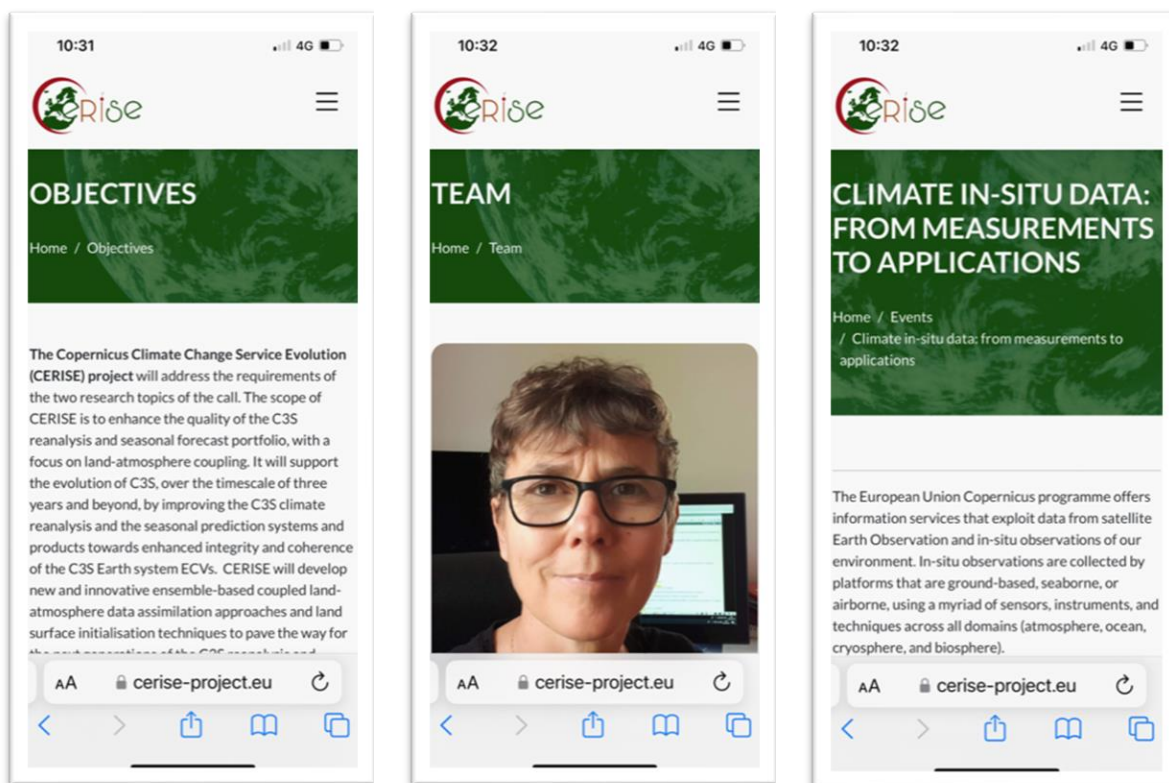 10:31
4G
CeRise
OBJECTIVES
Home / Objectives
The Copernicus Climate Change Service Evolution
(CERISE) project will address the requirements of
the two research topics of the call. The scope of
CERISE is to enhance the quality of the C3S
reanalysis and seasonal forecast portfolio, with a
focus on land-atmosphere coupling. It will support
the evolution of C3S, over the timescale of three
years and beyond, by improving the C3S climate
reanalysis and the seasonal prediction systems and
products towards enhanced integrity and coherence
of the C3S Earth system ECVs. CERISE will develop
new and innovative ensemble-based coupled land-
atmosphere data assimilation approaches and land
surface initialisation techniques to pave the way for
AA cerise-project.eu
10:32
4G
CeRise
TEAM
Home / Team
AA cerise-project.eu
10:32
4G
CeRise
CLIMATE IN-SITU DATA:
FROM MEASUREMENTS
TO APPLICATIONS
Home / Events
/ Climate in-situ data: from measurements to
applications
The European Union Copernicus programme offers
information services that exploit data from satellite
Earth Observation and in-situ observations of our
environment. In-situ observations are collected by
platforms that are ground-based, seaborne, or
airborne, using a myriad of sensors, instruments, and
techniques across all domains (atmosphere, ocean,
cryosphere, and biosphere).
AA cerise-project.eu